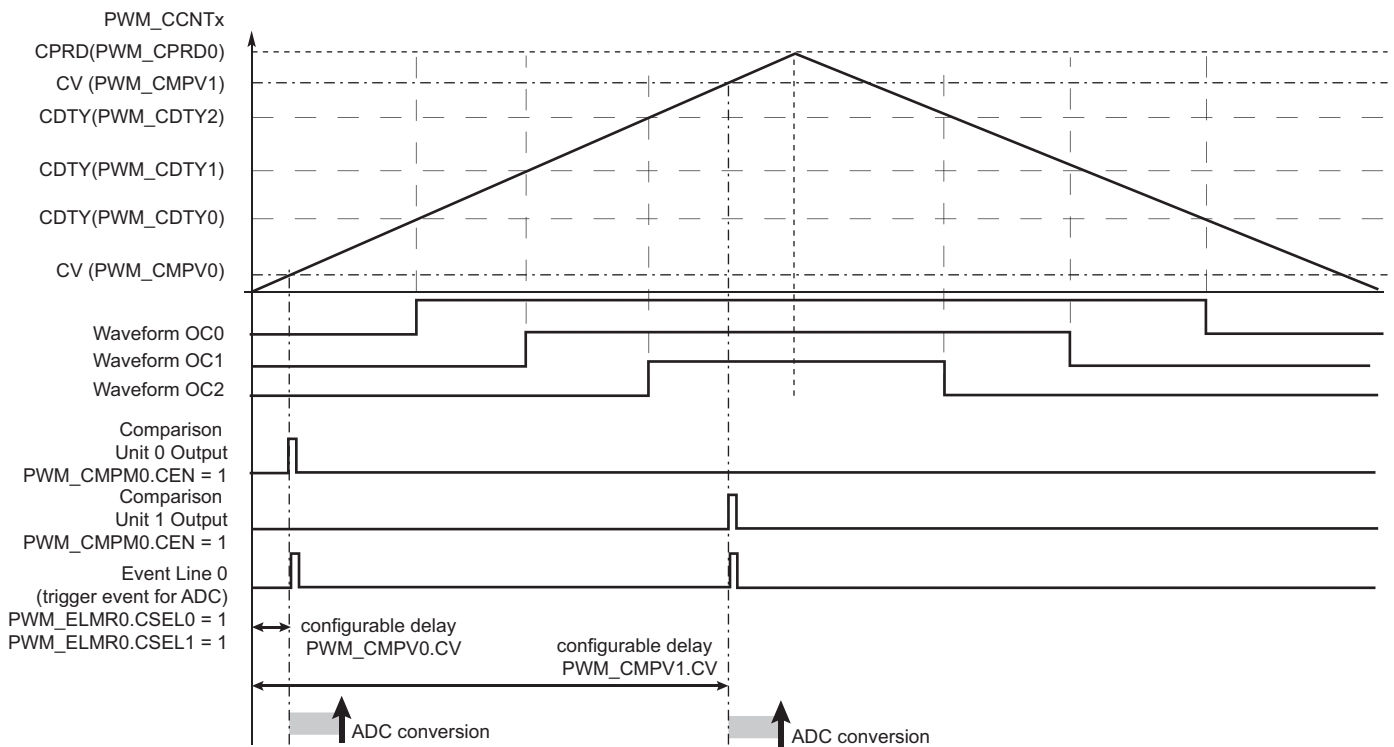 PWM_CCNTx
CPRD(PWM_CPRD0)
CV (PWM_CMPV1)
CDTY(PWM_CDTY2)
CDTY(PWM_CDTY1)
CDTY(PWM_CDTY0)
CV (PWM_CMPV0)
Waveform OC0
Waveform OC1
Waveform OC2
Comparison
Unit 0 Output
PWM_CMPM0.CEN = 1
Comparison
Unit 1 Output
PWM_CMPM0.CEN = 1
Event Line 0
(trigger event for ADC)
PWM_ELMR0.CSEL0 = 1
PWM_ELMR0.CSEL1 = 1
configurable delay
PWM_CMPV0.CV
configurable delay
PWM_CMPV1.CV
ADC conversion
ADC conversion